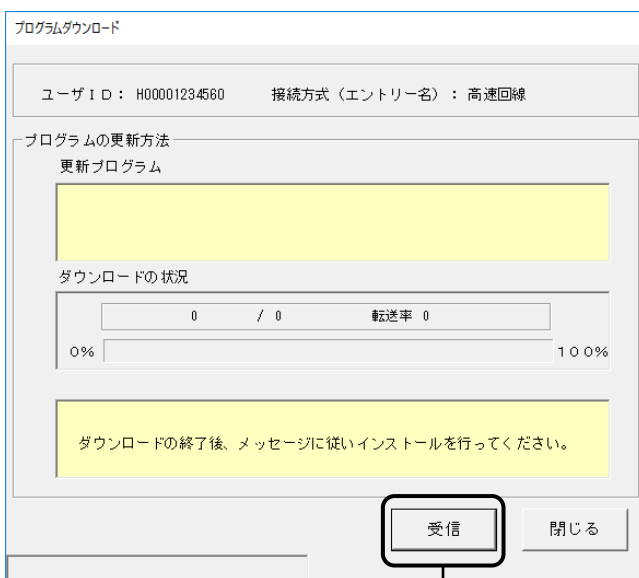 プログラムダウンロード
ユーザＩＤ： H00001234560 接続方式（エントリー名）： 高速回線
プログラムの更新方法
更新プログラム
ダウンロードの状況
0 / 0 転送率 0
0% １００%
ダウンロードの終了後、メッセージに従いインストールを行ってください。
受信 閉じる